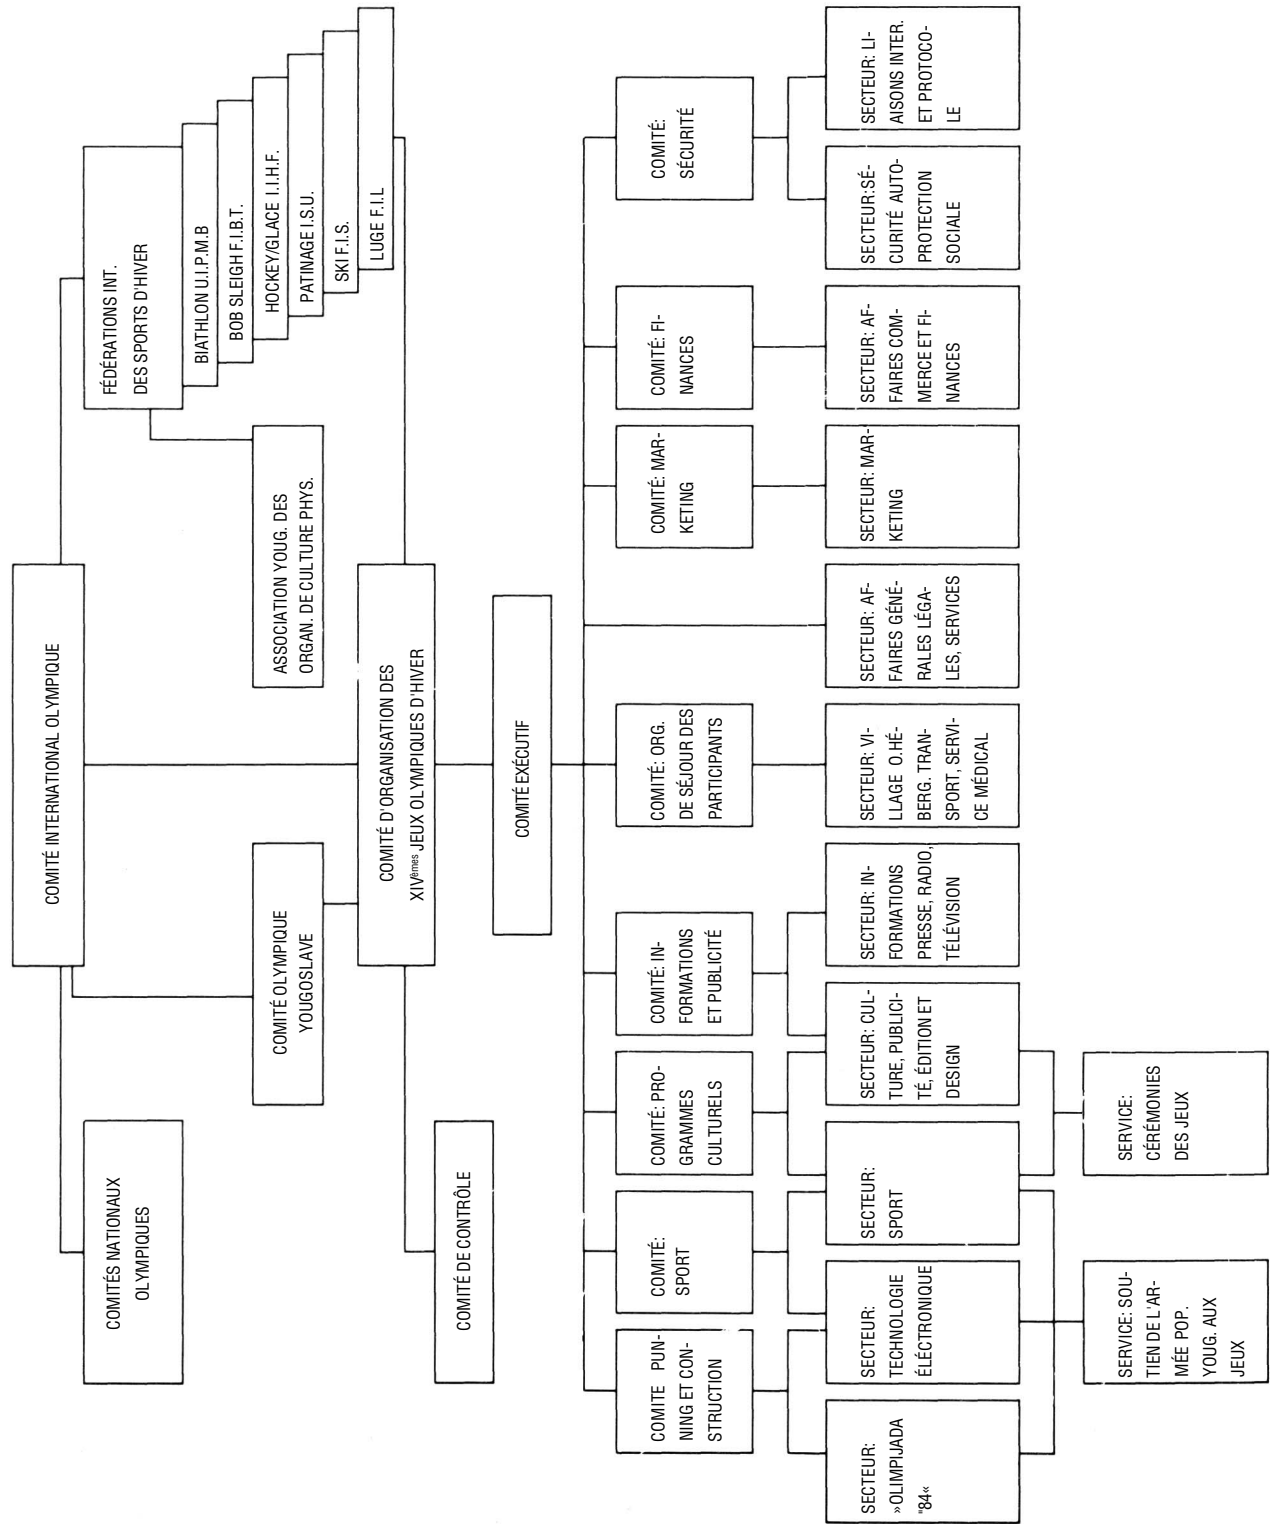 COMITÉ INTERNATIONAL OLYMPIQUE
COMITÉS NATIONAUX
OLYMPIQUES
FÉDÉRATIONS INT.
DES SPORTS D'HIVER
BIATHLON U.I.P.M.B
BOB SLEIGH F.I.B.T.
HOCKEY/GLACE I.I.H.F.
PATINAGE I.S.U.
SKI F.I.S.
LUGE F.I.L
COMITÉ OLYMPIQUE
YOUGOSLAVE
ASSOCIATION YOUG. DES
ORGAN. DE CULTURE PHYS.
COMITÉ D'ORGANISATION DES
XIVèmes JEUX OLYMPIQUES D'HIVER
COMITÉ DE CONTRÔLE
COMITÉ EXÉCUTIF
COMITE PUN-
NING ET CON-
STRUCTION
COMITÉ:
SPORT
COMITÉ: PRO-
GRAMMES
CULTURELS
COMITÉ: IN-
FORMATIONS
ET PUBLICITÉ
COMITÉ: ORG.
DE SÉJOUR DES
PARTICIPANTS
COMITÉ: MAR-
KETING
COMITÉ: FI-
NANCES
COMITÉ:
SÉCURITÉ
SECTEUR:
»OLIMPIJADA
"84«
SECTEUR:
TECHNOLOGIE
ÉLÉCTRONIQUE
SECTEUR:
SPORT
SECTEUR: CUL-
TURE, PUBLICI-
TÉ, ÉDITION ET
DESIGN
SECTEUR: IN-
FORMATIONS
PRESSE, RADIO,
TÉLÉVISION
SECTEUR: VI-
LLAGE O.HÉ-
BERG. TRAN-
SPORT, SERVI-
CE MÉDICAL
SECTEUR: AF-
FAIRES GÉNÉ-
RALES LÉGA-
LES, SERVICES
SECTEUR: MAR-
KETING
SECTEUR: AF-
FAIRES COM-
MERCE ET FI-
NANCES
SECTEUR:SÉ-
CURITÉ AUTO-
PROTECTION
SOCIALE
SECTEUR: LI-
AISONS INTER.
ET PROTOCO-
LE
SERVICE: SOU-
TIEN DE L'AR-
MÉE POP.
YOUG. AUX
JEUX
SERVICE:
CÉRÉMONIES
DES JEUX